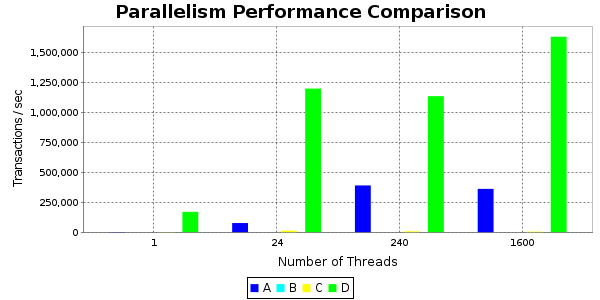 Parallelism Performance Comparison
Transactions / sec
1,500,000
1,250,000
1,000,000
750,000
500,000
250,000
0
1 24 240 1600
Number of Threads
A B C D